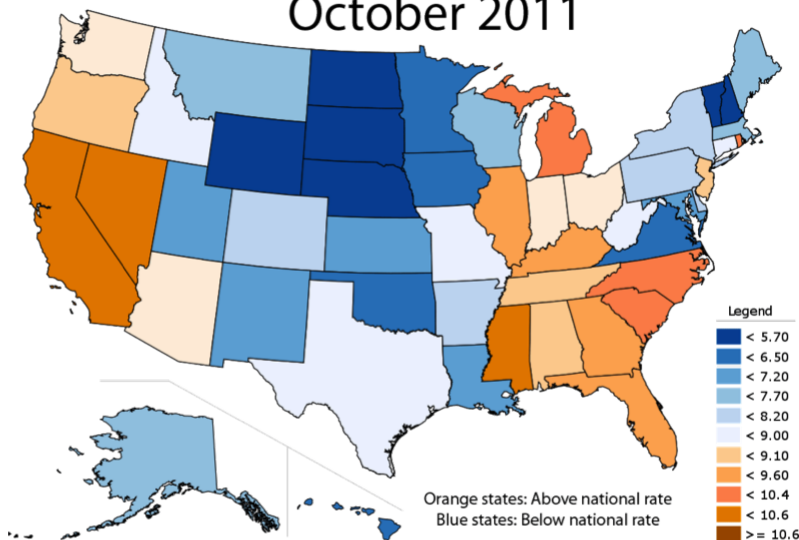 October 2011
Legend
< 5.70
< 6.50
< 7.20
< 7.70
< 8.20
< 9.00
< 9.10
< 9.60
< 10.4
< 10.6
>= 10.6
Orange states: Above national rate
Blue states: Below national rate